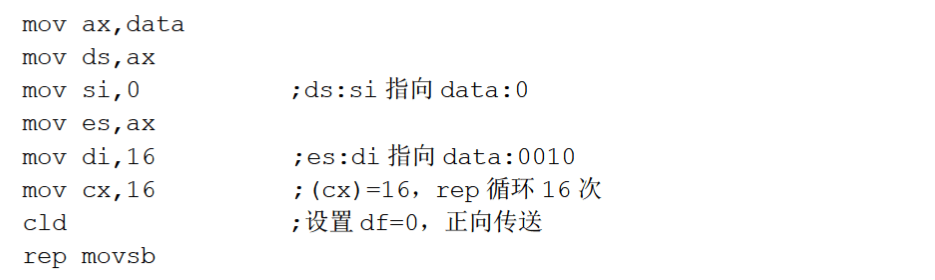 mov ax,data
mov ds,ax
mov si,0 ;ds:si 指向 data:0
mov es,ax
mov di,16 ;es:di 指向 data:0010
mov cx,16 ;(cx)=16，rep 循环 16 次
cld ;设置 df=0，正向传送
rep movsb